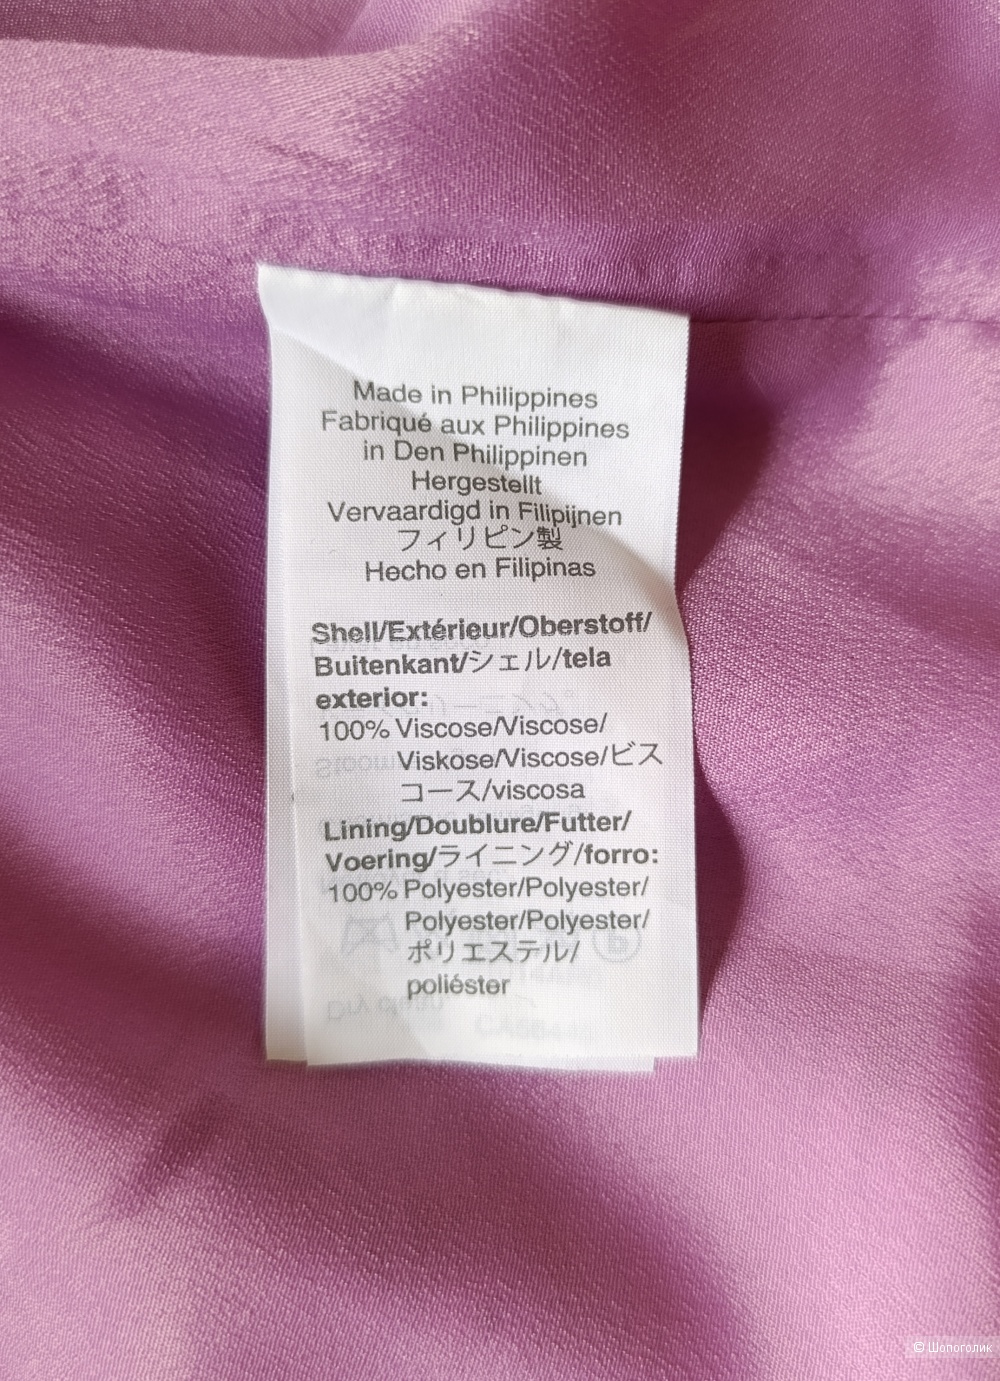 Made in Philippines
Fabriqué aux Philippines
in Den Philippinen
Hergestellt
Vervaardigd in Filipijnen
フィリピン製
Hecho en Filipinas
Shell/Extérieur/Oberstoff/
Buitenkant/シェル/tela
exterior:
100% Viscose/Viscose/
Viskose/Viscose/ビス
コース/viscosa
Lining/Doublure/Futter/
Voering/ライニング/forro:
100% Polyester/Polyester/
Polyester/Polyester/
ポリエステル/
poliéster
© Шопоголик